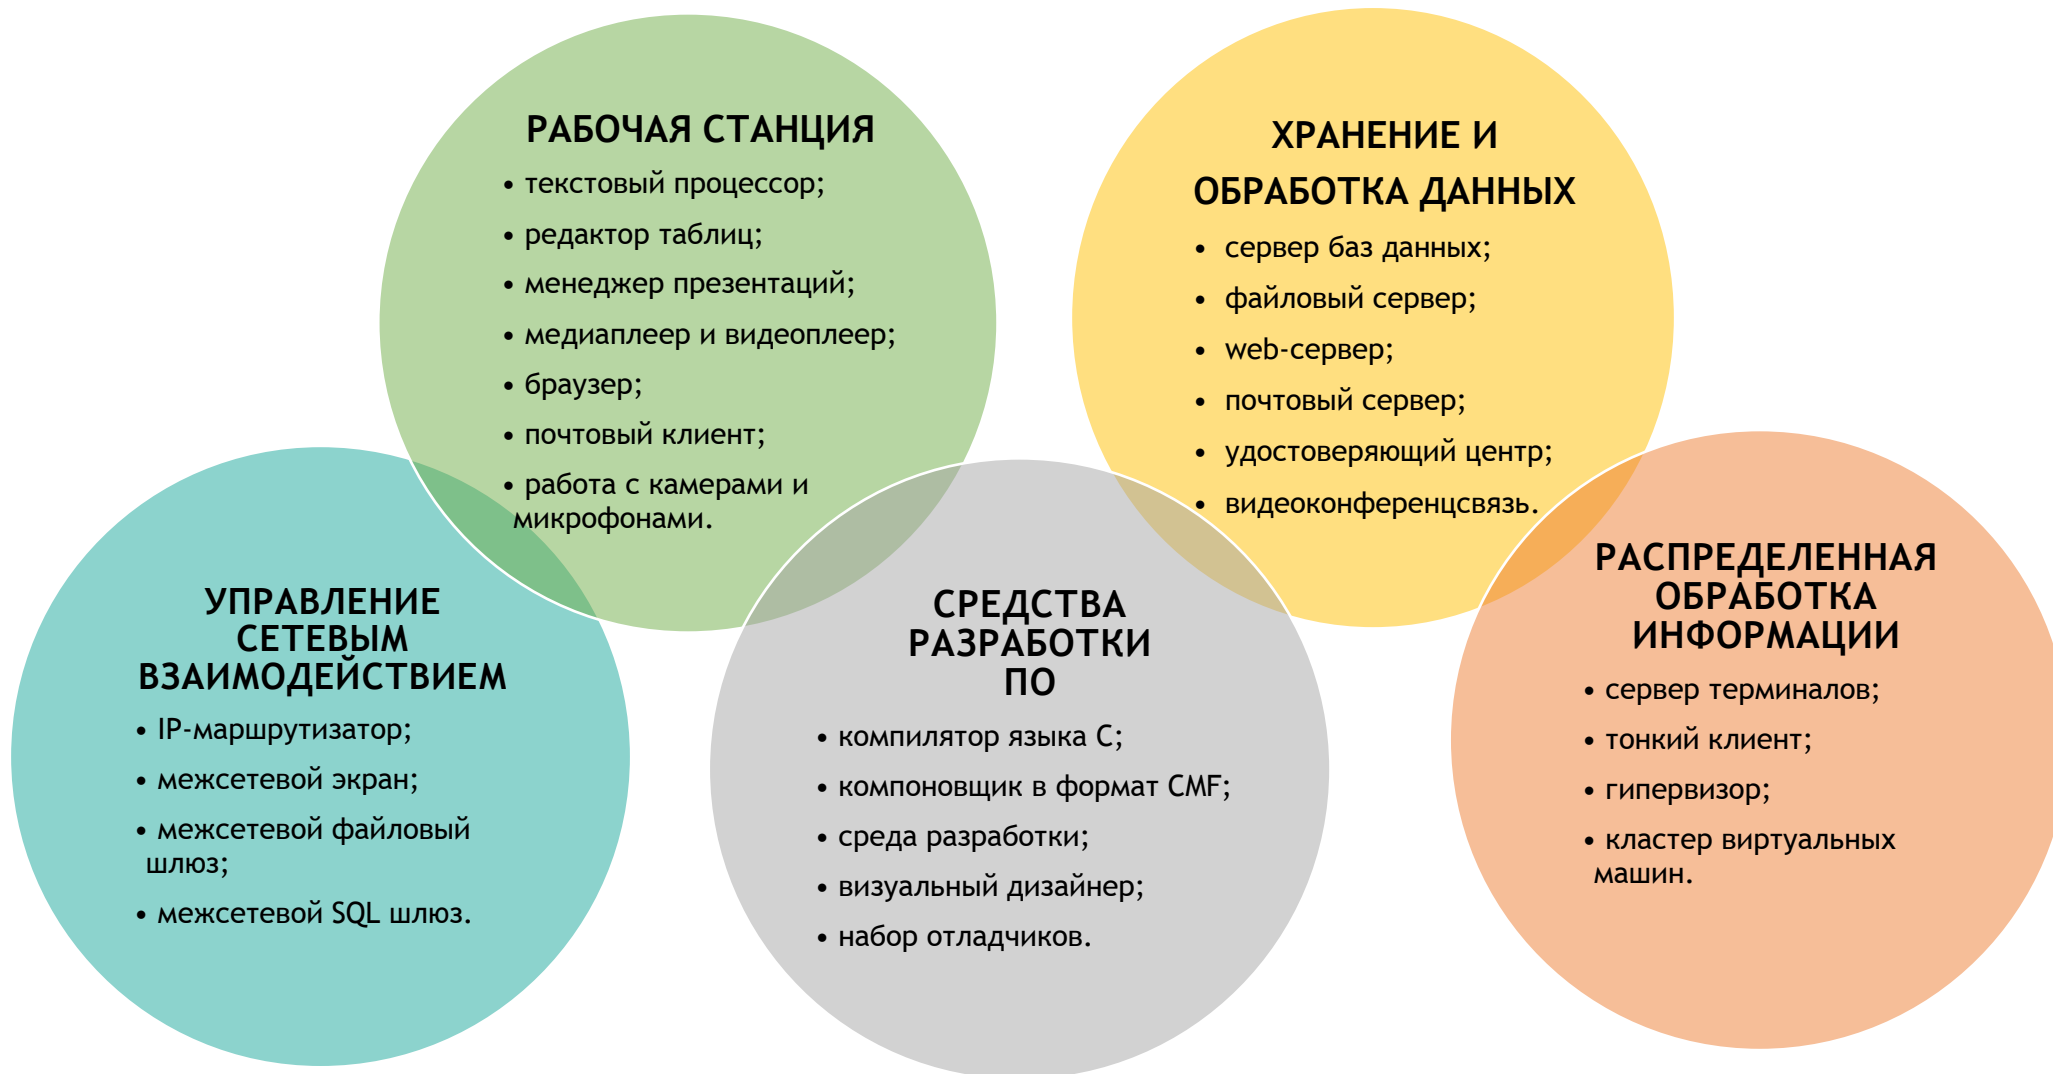 РАБОЧАЯ СТАНЦИЯ
• текстовый процессор;
• редактор таблиц;
• менеджер презентаций;
• медиаплеер и видеоплеер;
• браузер;
• почтовый клиент;
• работа с камерами и
микрофонами.
ХРАНЕНИЕ И
ОБРАБОТКА ДАННЫХ
• сервер баз данных;
• файловый сервер;
• web-сервер;
• почтовый сервер;
• удостоверяющий центр;
• видеоконференцсвязь.
УПРАВЛЕНИЕ
СЕТЕВЫМ
ВЗАИМОДЕЙСТВИЕМ
• IP-маршрутизатор;
• межсетевой экран;
• межсетевой файловый
шлюз;
• межсетевой SQL шлюз.
СРЕДСТВА
РАЗРАБОТКИ
ПО
• компилятор языка С;
• компоновщик в формат CMF;
• среда разработки;
• визуальный дизайнер;
• набор отладчиков.
РАСПРЕДЕЛЕННАЯ
ОБРАБОТКА
ИНФОРМАЦИИ
• сервер терминалов;
• тонкий клиент;
• гипервизор;
• кластер виртуальных
машин.